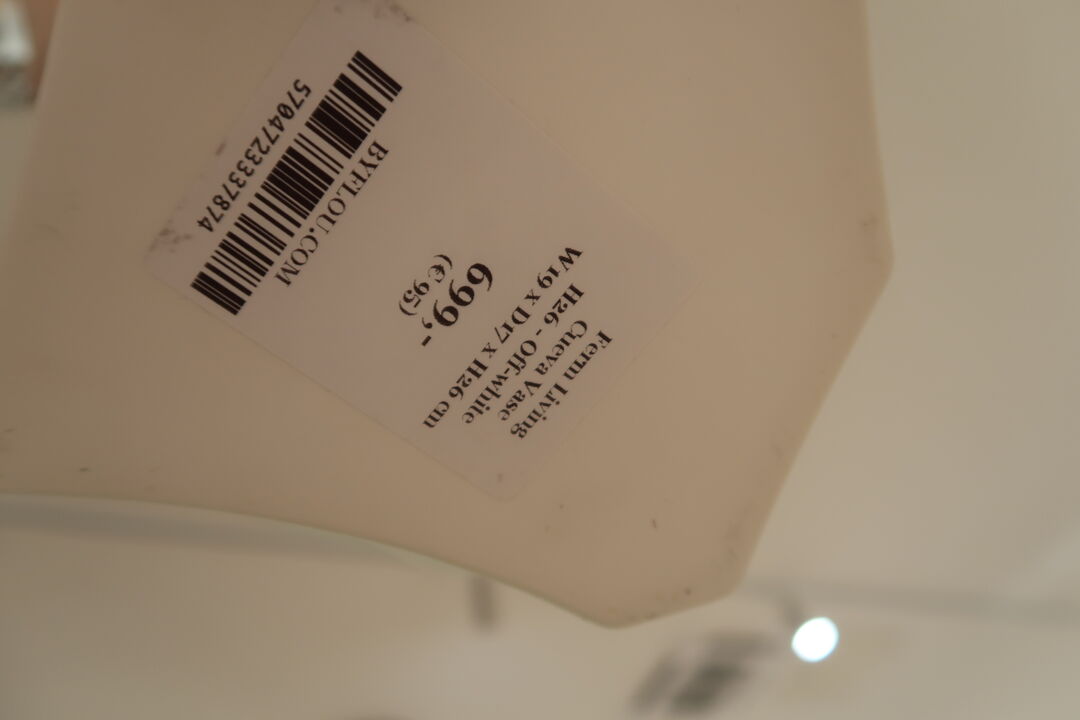 Ferm Living
Cueva Vase
H26 - Off-white
W19 x D17 x H26 cm
699,-
(€ 95)
BYFLOU.COM
5704723337874